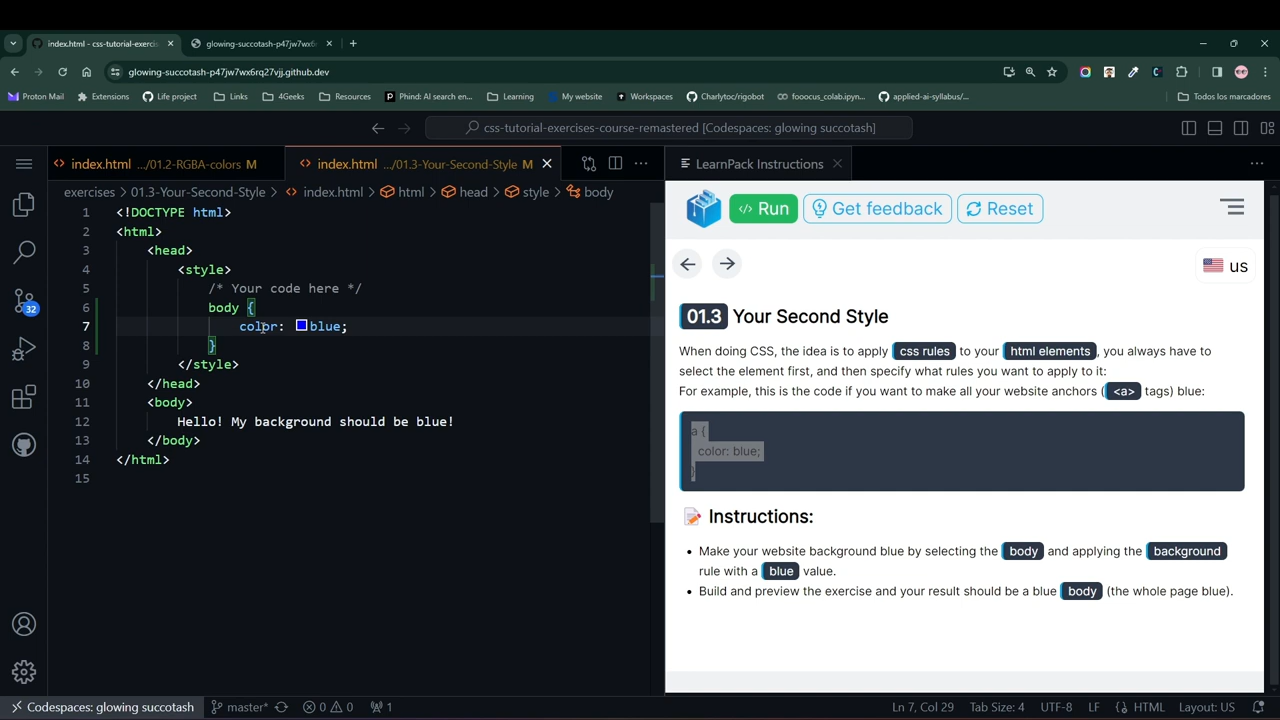 index.html - css-tutorial-exercis
glowing-succotash-p47jw7wx6r
glowing-succotash-p47jw7wx6rq27vjj.github.dev
Proton Mail
Extensions
Life project
Links
4Geeks
Resources
Phind: AI search en...
Learning
My website
Workspaces
Charlytoc/rigobot
fooocus_colab.ipyn...
applied-ai-syllabus/...
Todos los marcadores
css-tutorial-exercises-course-remastered [Codespaces: glowing succotash]
index.html .../01.2-RGBA-colors M
index.html .../01.3-Your-Second-Style M
LearnPack Instructions
exercises > 01.3-Your-Second-Style > index.html > html > head > style > body
1 <!DOCTYPE html>
2 <html>
3 <head>
4 <style>
5 /* Your code here */
6 body {
7 color: blue;
8 }
9 </style>
10 </head>
11 <body>
12 Hello! My background should be blue!
13 </body>
14 </html>
15
32
Run
Get feedback
Reset
us
01.3 Your Second Style
When doing CSS, the idea is to apply css rules to your html elements, you always have to
select the element first, and then specify what rules you want to apply to it:
For example, this is the code if you want to make all your website anchors (<a> tags) blue:
a {
color: blue;
}
Instructions:
• Make your website background blue by selecting the body and applying the background
rule with a blue value.
• Build and preview the exercise and your result should be a blue body (the whole page blue).
Codespaces: glowing succotash
master*
0 0
1
Ln 7, Col 29
Tab Size: 4
UTF-8
LF
{} HTML
Layout: US